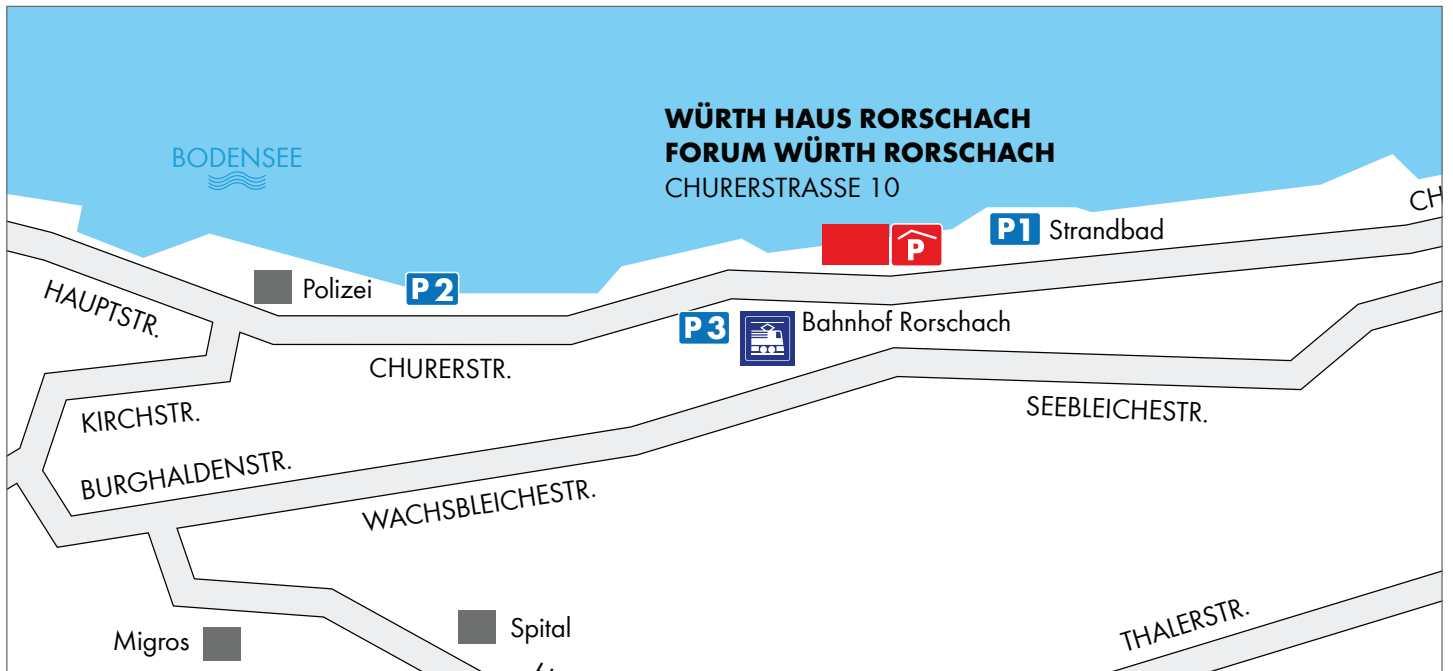 WÜRTH HAUS RORSCHACH
FORUM WÜRTH RORSCHACH
CHURERSTRASSE 10
BODENSEE
CH
P1 Strandbad
P
Polizei
P2
HAUPTSTR.
P3
Bahnhof Rorschach
CHURERSTR.
KIRCHSTR.
SEEBLEICHESTR.
BURGHALDENSTR.
WACHSBLEICHESTR.
Migros
Spital
THALERSTR.